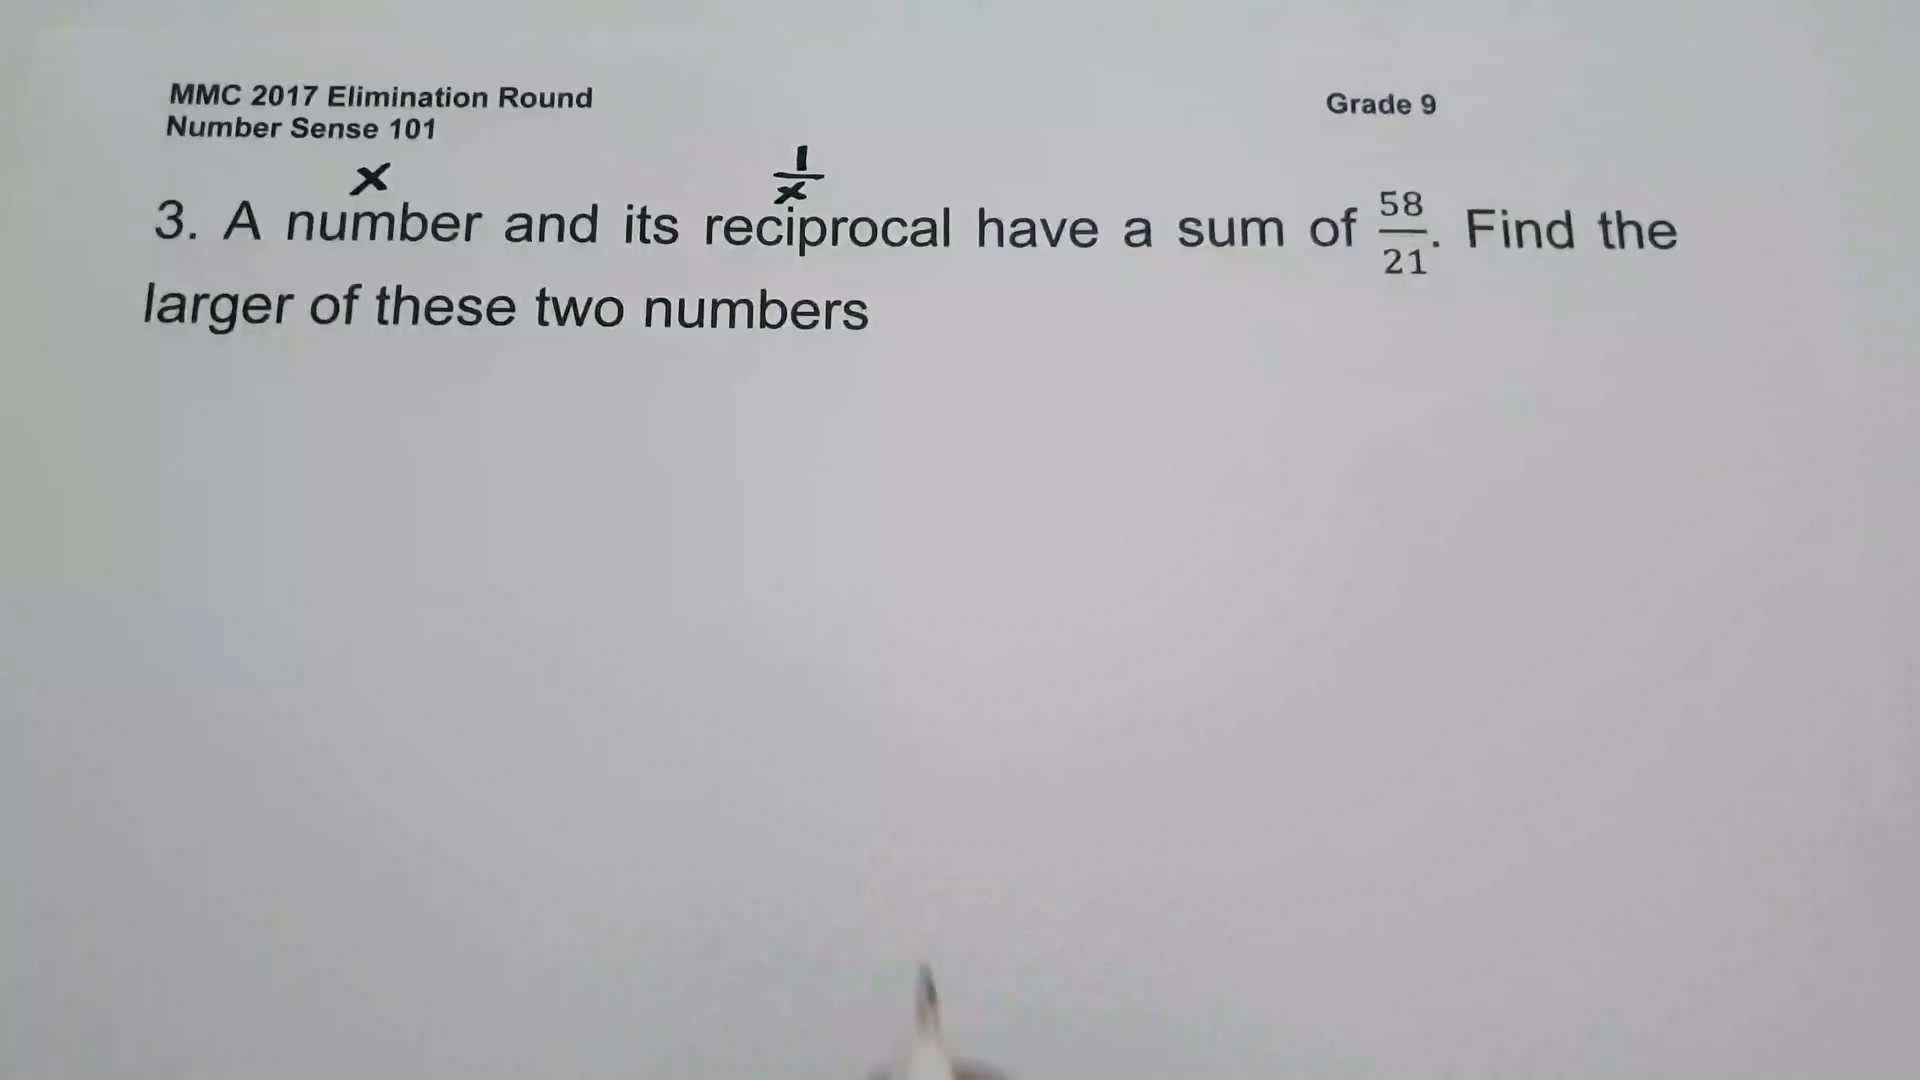 MMC 2017 Elimination Round
Grade 9
Number Sense 101
x
1/x
3. A number and its reciprocal have a sum of 58/21. Find the
larger of these two numbers